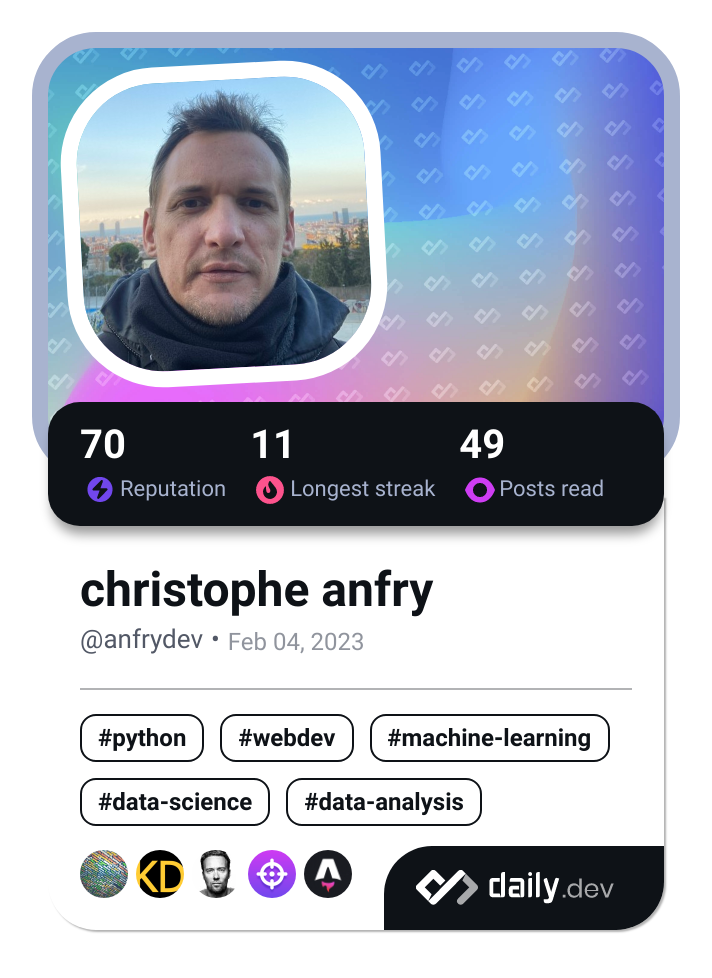 70 11 49
Reputation Longest streak Posts read
christophe anfry
@anfrydev • Feb 04, 2023
#python #webdev #machine-learning
#data-science #data-analysis
KD
daily.dev